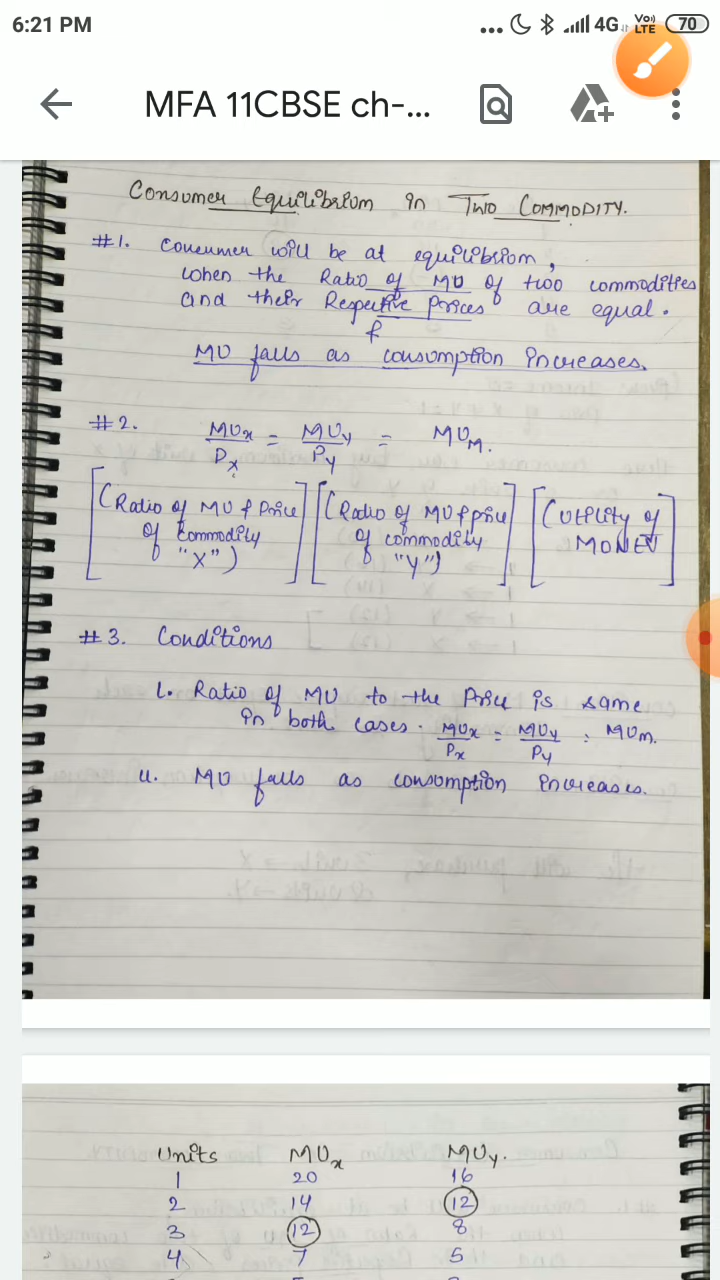 6:21 PM
... 4G Vo) LTE 70
MFA 11CBSE ch-...
Consumer Equilibrium in Two Commodity.
#1. Consumer will be at equilibrium,
when the Ratio of MU of two commodities
and their Respective prices are equal.
&
MU falls as consumption increases.
#2. MUx/Px = MUy/Py = MUM.
[(Ratio of MU & Price [(Ratio of MU & price [(Utility of
of commodity of commodity MONEY
"X")] "Y")] ]
#3. Conditions
i. Ratio of MU to the Price is same
in both cases. MUx/Px = MUy/Py = MUm.
ii. MU falls as consumption increases.
Units MUx MUy.
1 20 16
2 14 12
3 12 8
4 7 5